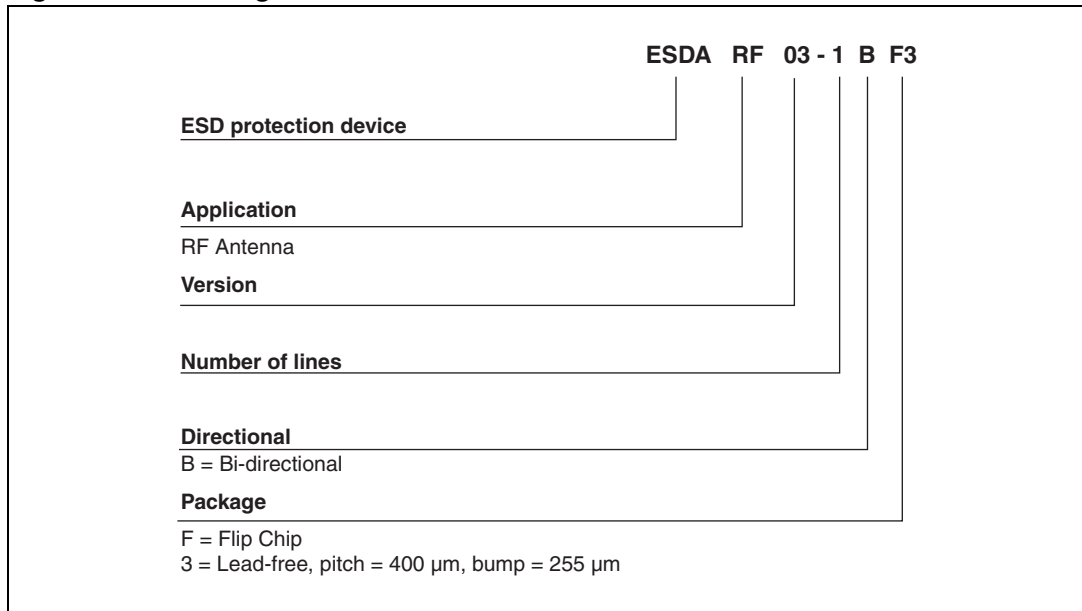 ESDA RF 03 - 1 B F3
ESD protection device
Application
RF Antenna
Version
Number of lines
Directional
B = Bi-directional
Package
F = Flip Chip
3 = Lead-free, pitch = 400 µm, bump = 255 µm